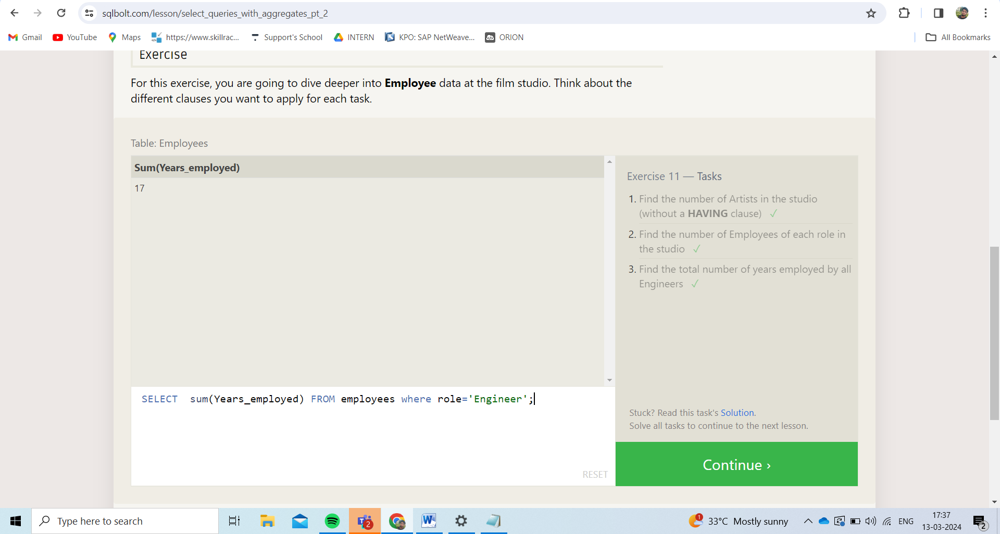 sqlbolt.com/lesson/select_queries_with_aggregates_pt_2
Gmail YouTube Maps https://www.skillrac... Support's School INTERN KPO: SAP NetWeave... ORION All Bookmarks
Exercise
For this exercise, you are going to dive deeper into Employee data at the film studio. Think about the
different clauses you want to apply for each task.
Table: Employees
Sum(Years_employed)
17
Exercise 11 — Tasks
1. Find the number of Artists in the studio
(without a HAVING clause) ✓
2. Find the number of Employees of each role in
the studio ✓
3. Find the total number of years employed by all
Engineers ✓
SELECT  sum(Years_employed) FROM employees where role='Engineer';
RESET
Stuck? Read this task's Solution.
Solve all tasks to continue to the next lesson.
Continue ›
Type here to search
2
W
1
33°C Mostly sunny
ENG
17:37
13-03-2024
2